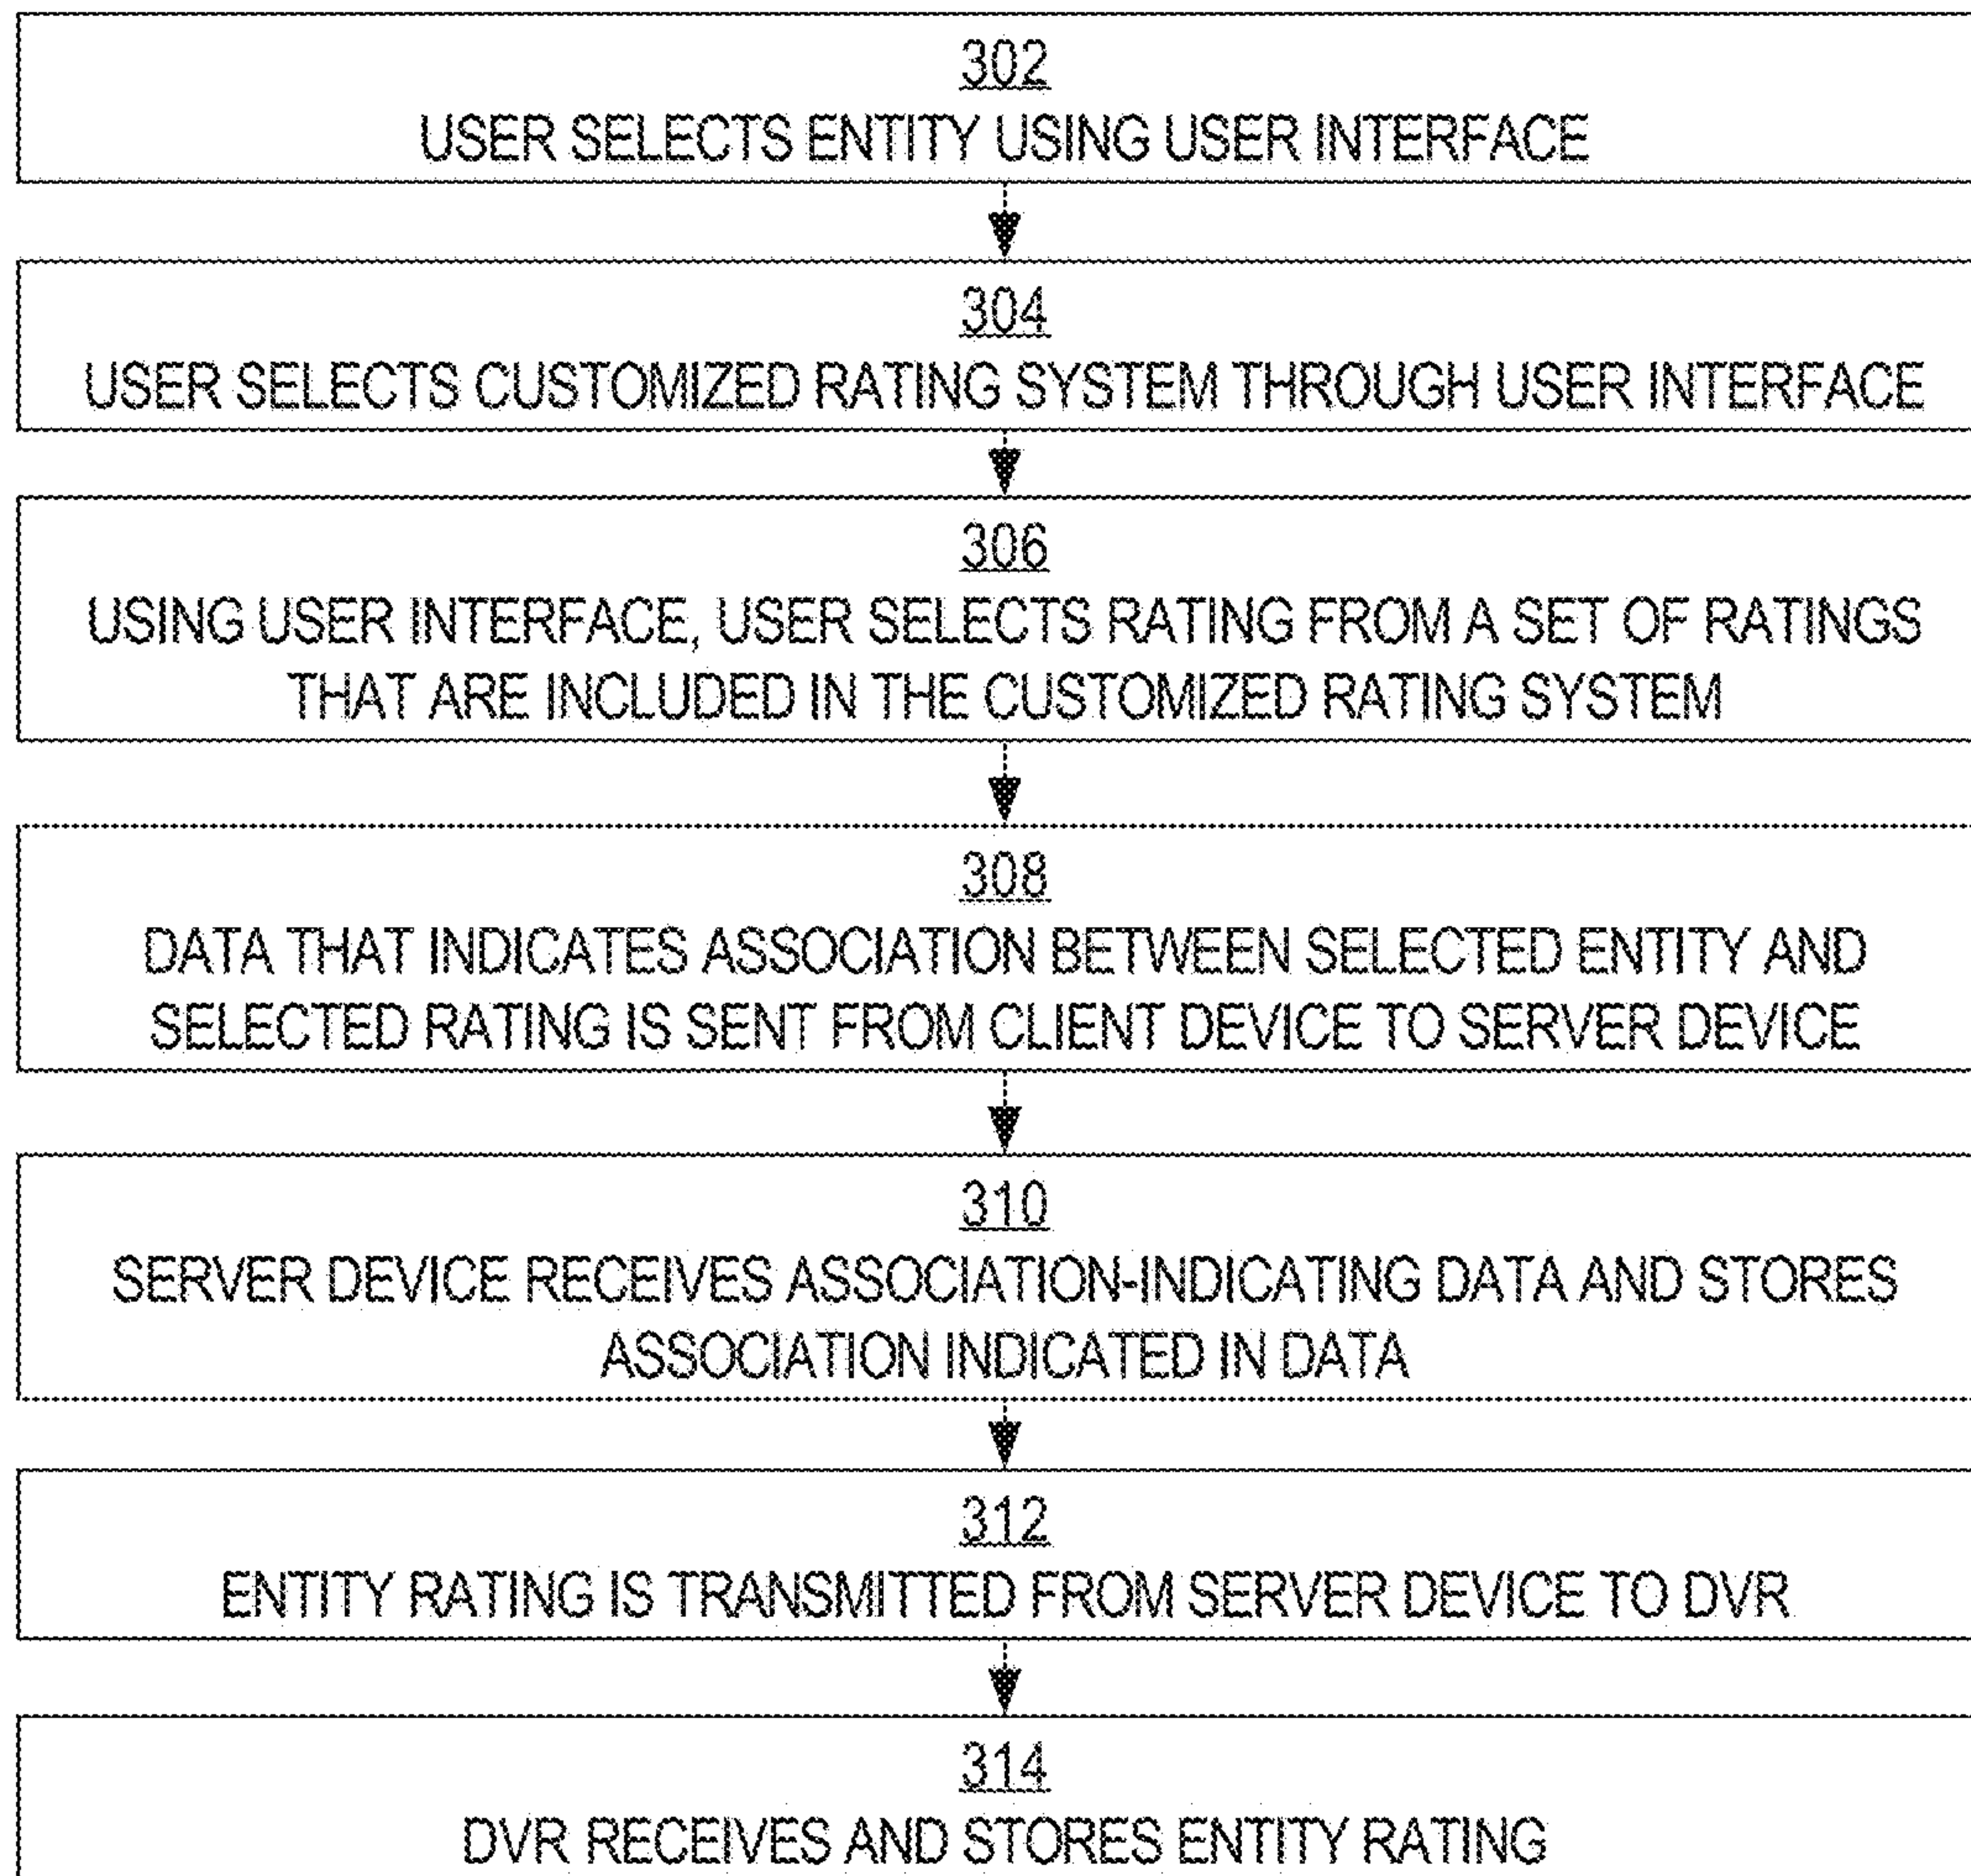 302
USER SELECTS ENTITY USING USER INTERFACE
304
USER SELECTS CUSTOMIZED RATING SYSTEM THROUGH USER INTERFACE
306
USING USER INTERFACE, USER SELECTS RATING FROM A SET OF RATINGS
THAT ARE INCLUDED IN THE CUSTOMIZED RATING SYSTEM
308
DATA THAT INDICATES ASSOCIATION BETWEEN SELECTED ENTITY AND
SELECTED RATING IS SENT FROM CLIENT DEVICE TO SERVER DEVICE
310
SERVER DEVICE RECEIVES ASSOCIATION-INDICATING DATA AND STORES
ASSOCIATION INDICATED IN DATA
312
ENTITY RATING IS TRANSMITTED FROM SERVER DEVICE TO DVR
314
DVR RECEIVES AND STORES ENTITY RATING